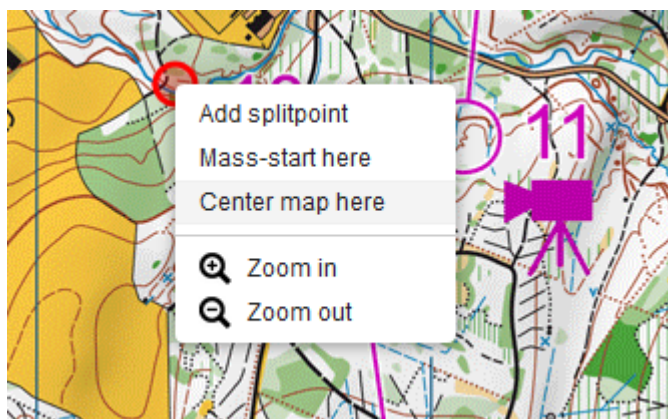 Add splitpoint
Mass-start here
11
Center map here
Zoom in
Zoom out